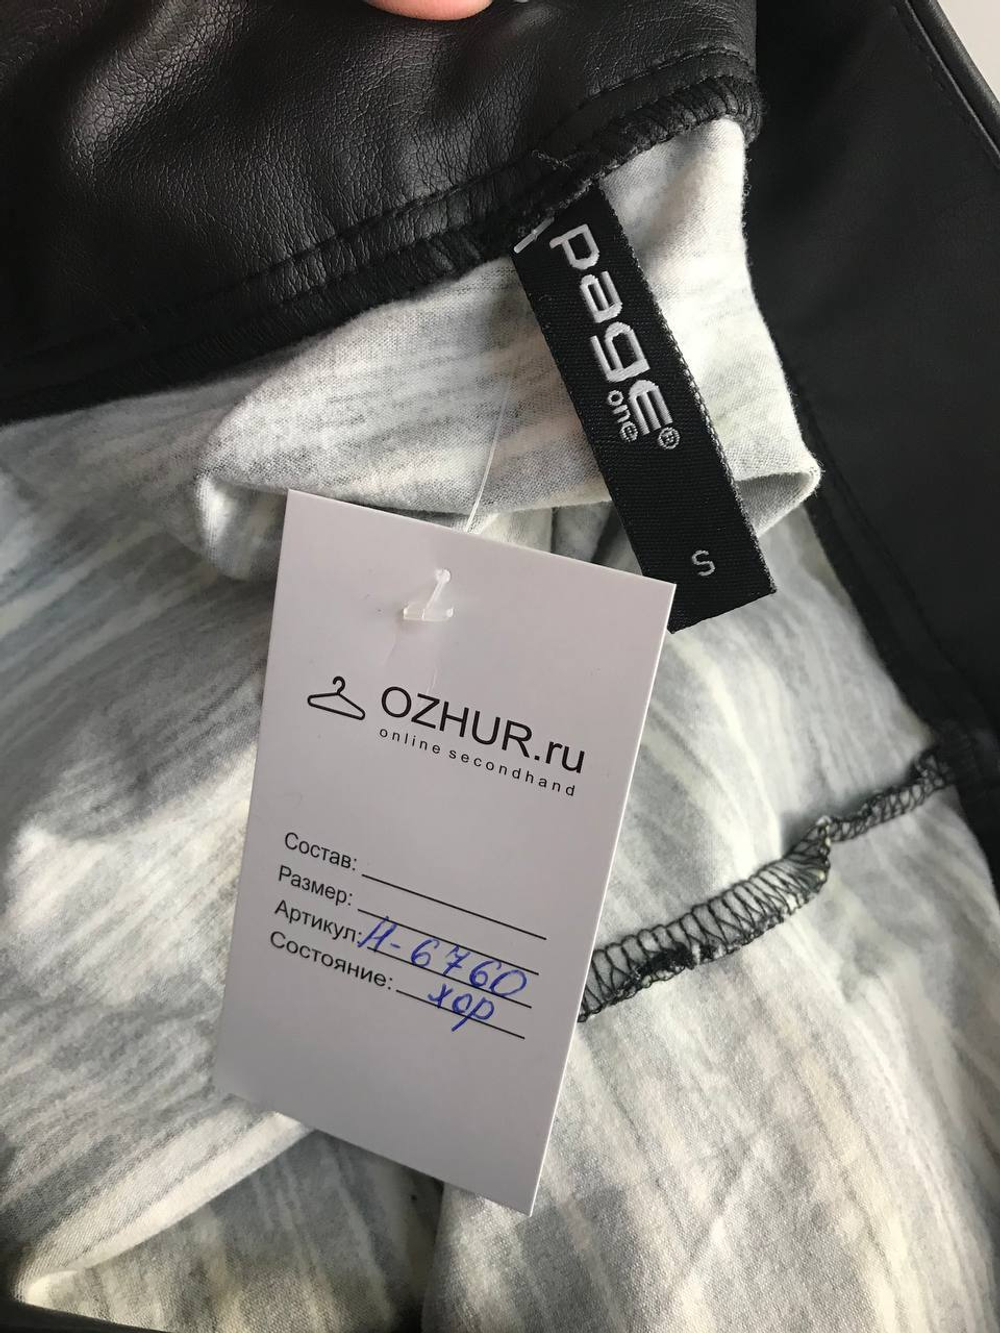 page
one®
S
OZHUR.ru
online secondhand
Состав:
Размер:
Артикул: Н-6760
Состояние: хор